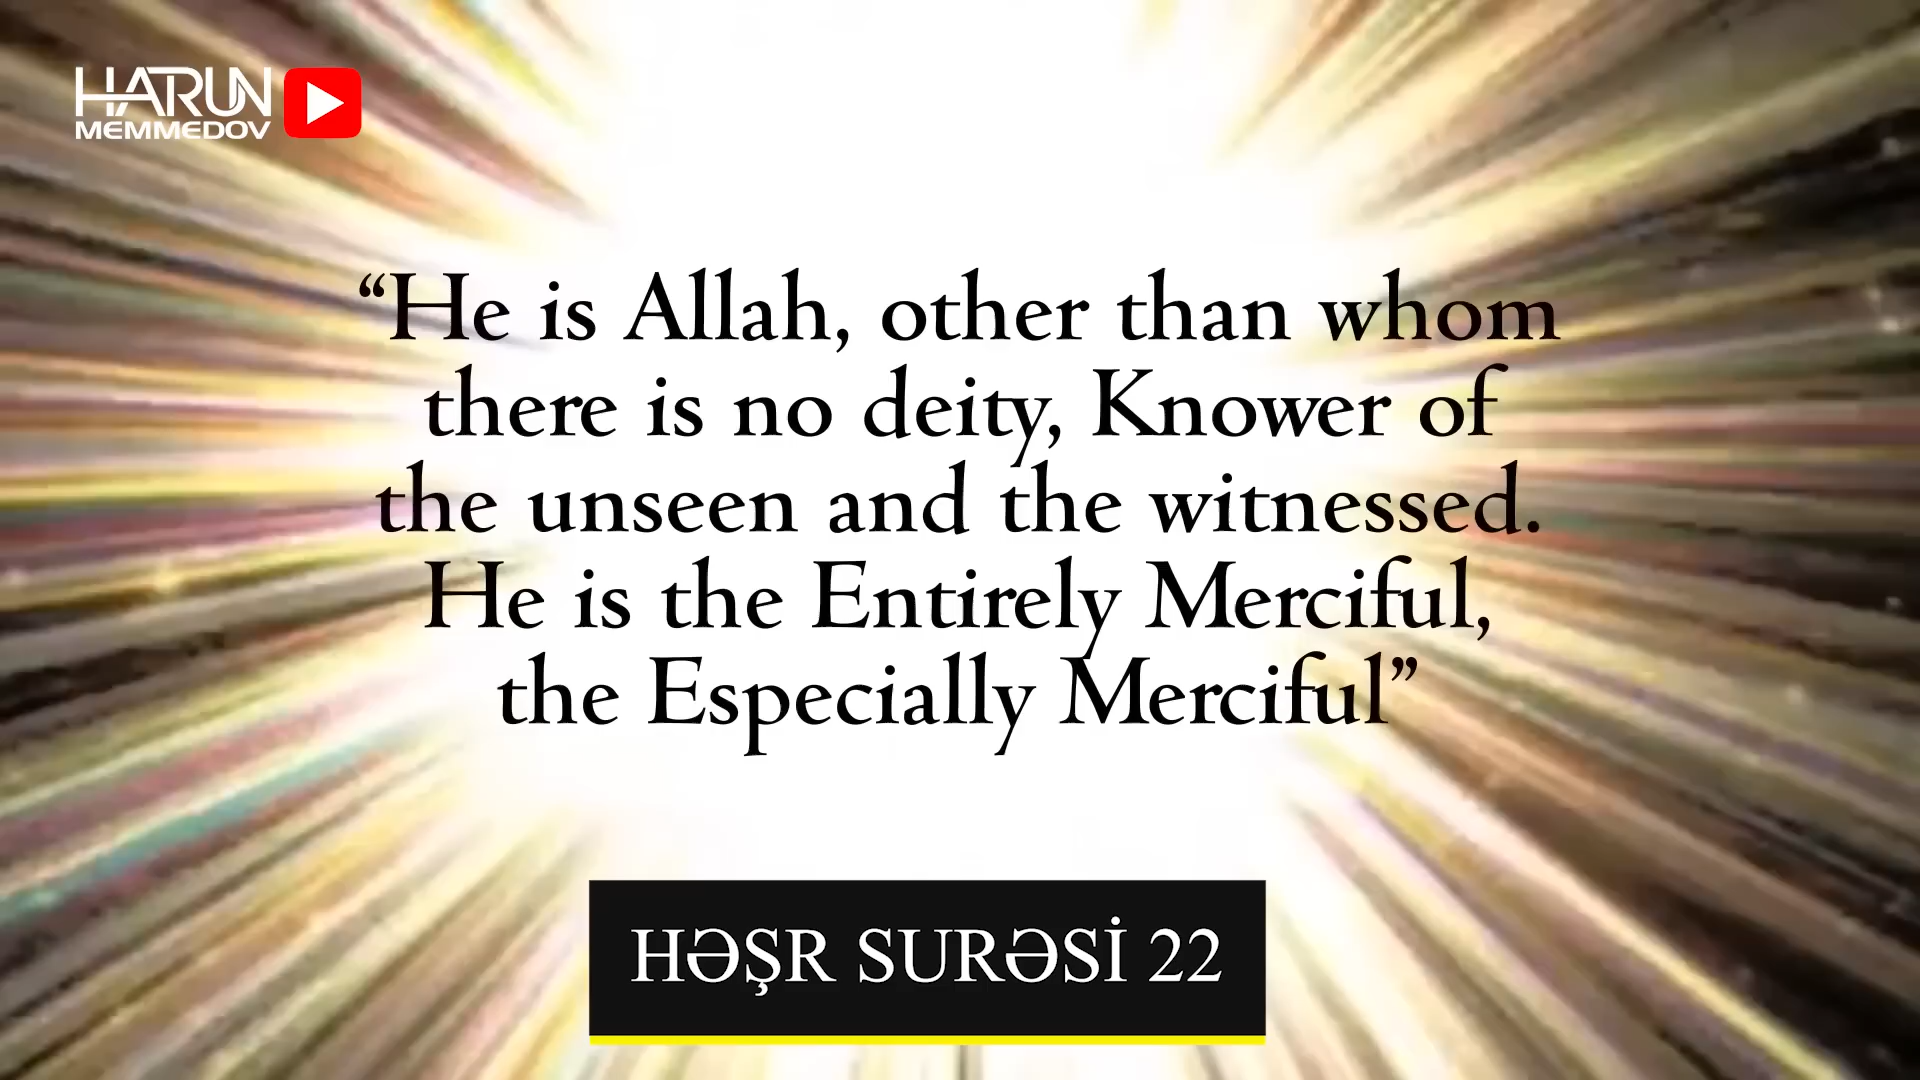 HARUN
MEMMEDOV
“He is Allah, other than whom
there is no deity, Knower of
the unseen and the witnessed.
He is the Entirely Merciful,
the Especially Merciful”
HƏŞR SURƏSİ 22